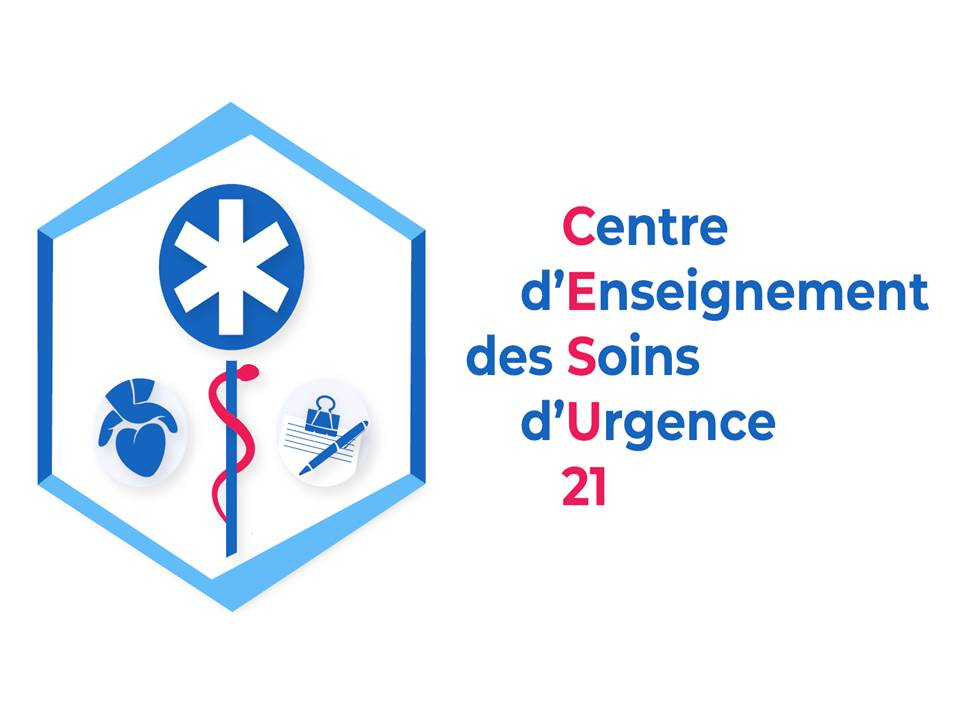 Centre
d'Enseignement
des Soins
d'Urgence
21